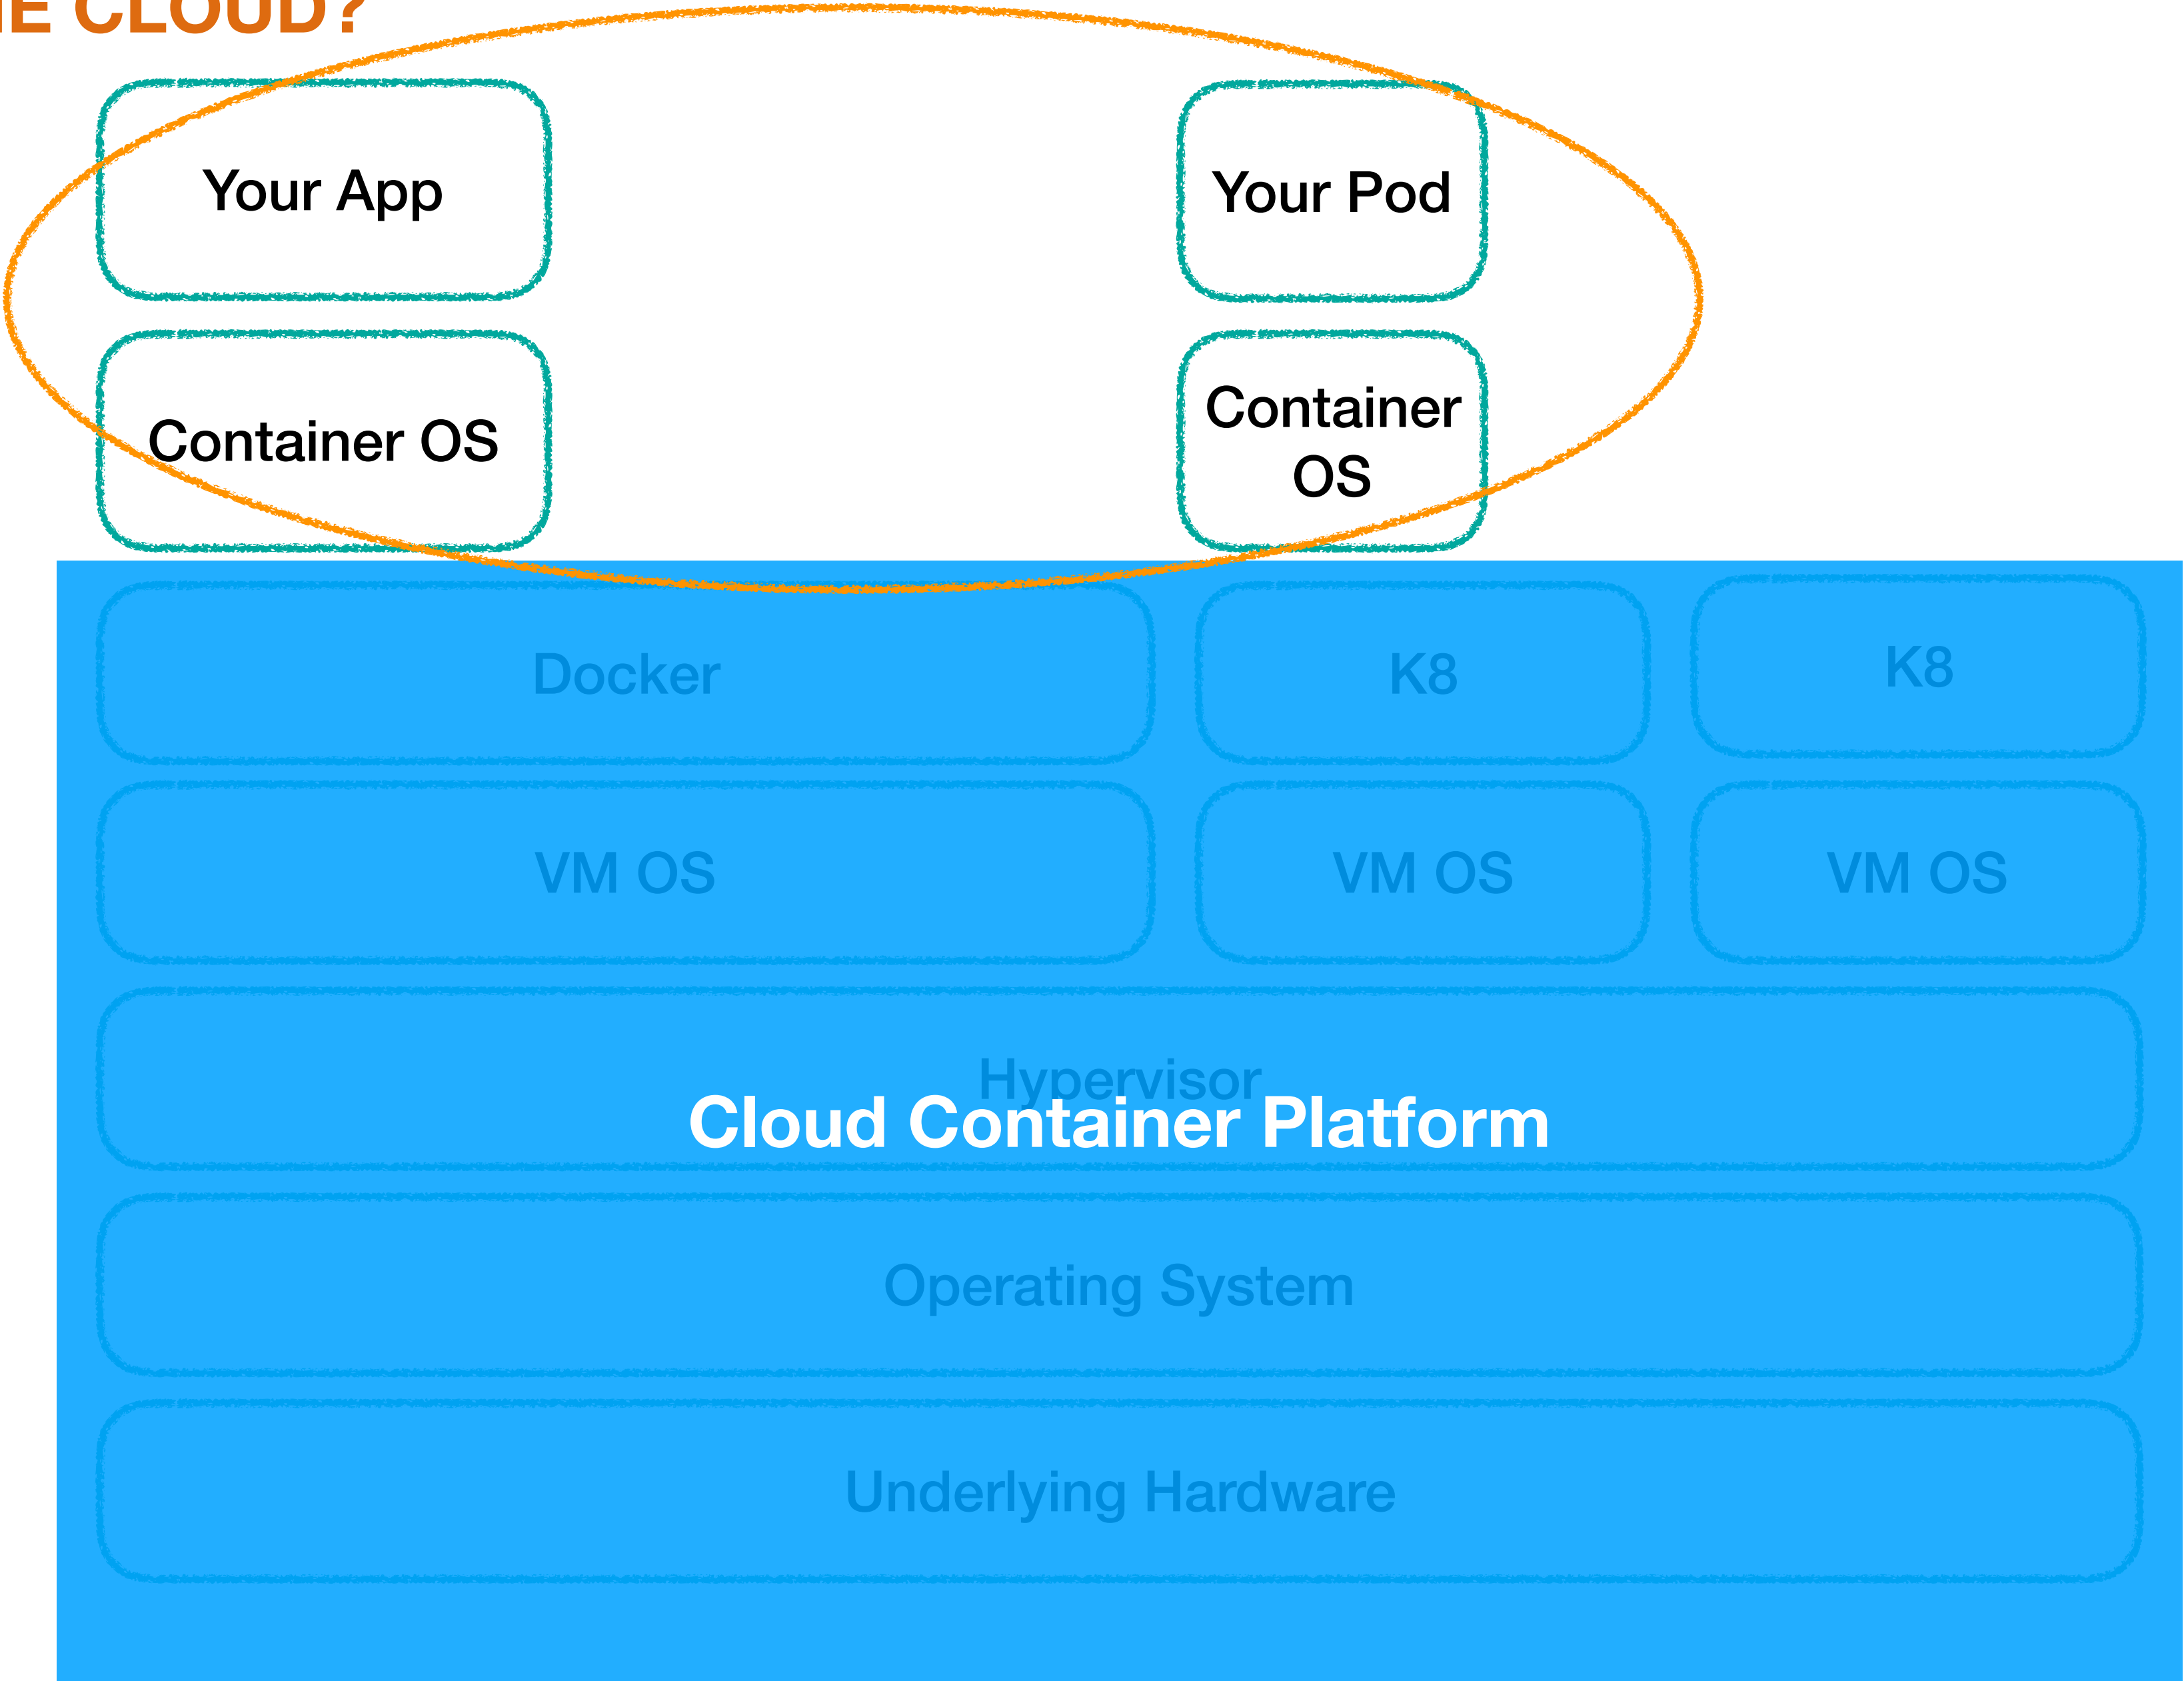 E CLOUD?
Your App
Your Pod
Container OS
Container
OS
Docker
K8
K8
VM OS
VM OS
VM OS
Hypervisor
Cloud Container Platform
Operating System
Underlying Hardware